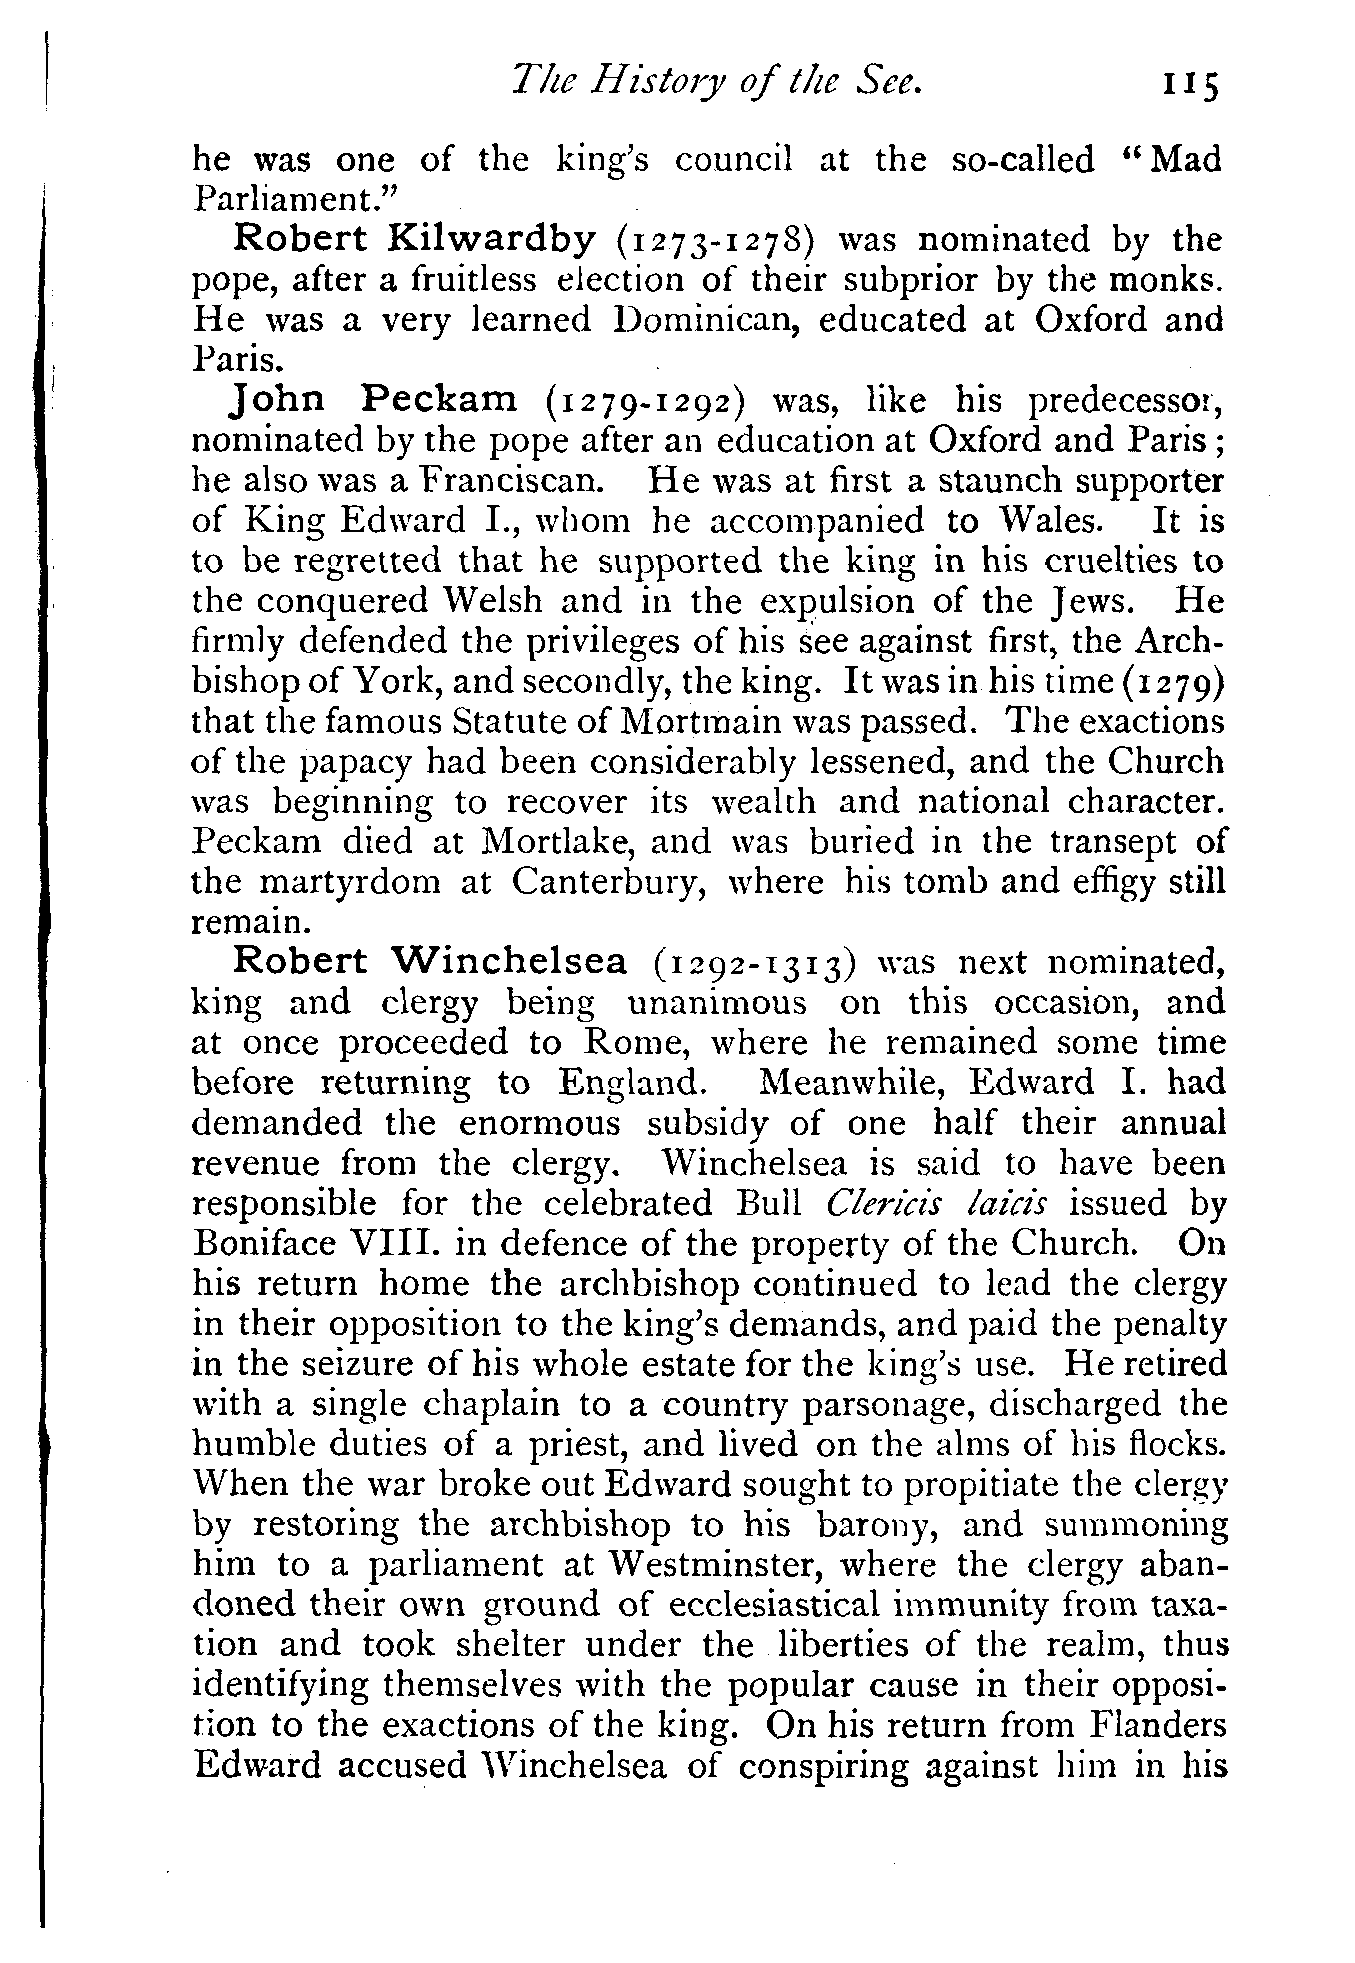 The History of the See. 115
he was one of the king's council at the so-called “Mad
Parliament.”
Robert Kilwardby (1273-1278) was nominated by the
pope, after a fruitless election of their subprior by the monks.
He was a very learned Dominican, educated at Oxford and
Paris.
John Peckam (1279-1292) was, like his predecessor,
nominated by the pope after an education at Oxford and Paris ;
he also was a Franciscan. He was at first a staunch supporter
of King Edward I., whom he accompanied to Wales. It is
to be regretted that he supported the king in his cruelties to
the conquered Welsh and in the expulsion of the Jews. He
firmly defended the privileges of his see against first, the Arch-
bishop of York, and secondly, the king. It was in his time (1279)
that the famous Statute of Mortmain was passed. The exactions
of the papacy had been considerably lessened, and the Church
was beginning to recover its wealth and national character.
Peckam died at Mortlake, and was buried in the transept of
the martyrdom at Canterbury, where his tomb and effigy still
remain.
Robert Winchelsea (1292-1313) was next nominated,
king and clergy being unanimous on this occasion, and
at once proceeded to Rome, where he remained some time
before returning to England. Meanwhile, Edward I. had
demanded the enormous subsidy of one half their annual
revenue from the clergy. Winchelsea is said to have been
responsible for the celebrated Bull Clericis laicis issued by
Boniface VIII. in defence of the property of the Church. On
his return home the archbishop continued to lead the clergy
in their opposition to the king's demands, and paid the penalty
in the seizure of his whole estate for the king's use. He retired
with a single chaplain to a country parsonage, discharged the
humble duties of a priest, and lived on the alms of his flocks.
When the war broke out Edward sought to propitiate the clergy
by restoring the archbishop to his barony, and summoning
him to a parliament at Westminster, where the clergy aban-
doned their own ground of ecclesiastical immunity from taxa-
tion and took shelter under the liberties of the realm, thus
identifying themselves with the popular cause in their opposi-
tion to the exactions of the king. On his return from Flanders
Edward accused Winchelsea of conspiring against him in his